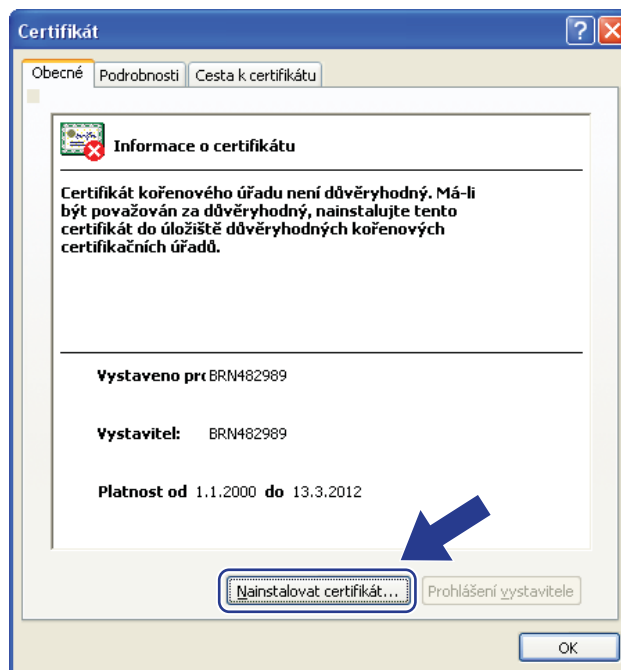 Certifikát
Obecné Podrobnosti Cesta k certifikátu
Informace o certifikátu
Certifikát kořenového úřadu není důvěryhodný. Má-li
být považován za důvěryhodný, nainstalujte tento
certifikát do úložiště důvěryhodných kořenových
certifikačních úřadů.
Vystaveno pro BRN482989
Vystavitel: BRN482989
Platnost od 1.1.2000 do 13.3.2012
Nainstalovat certifikát... Prohlášení vystavitele
OK